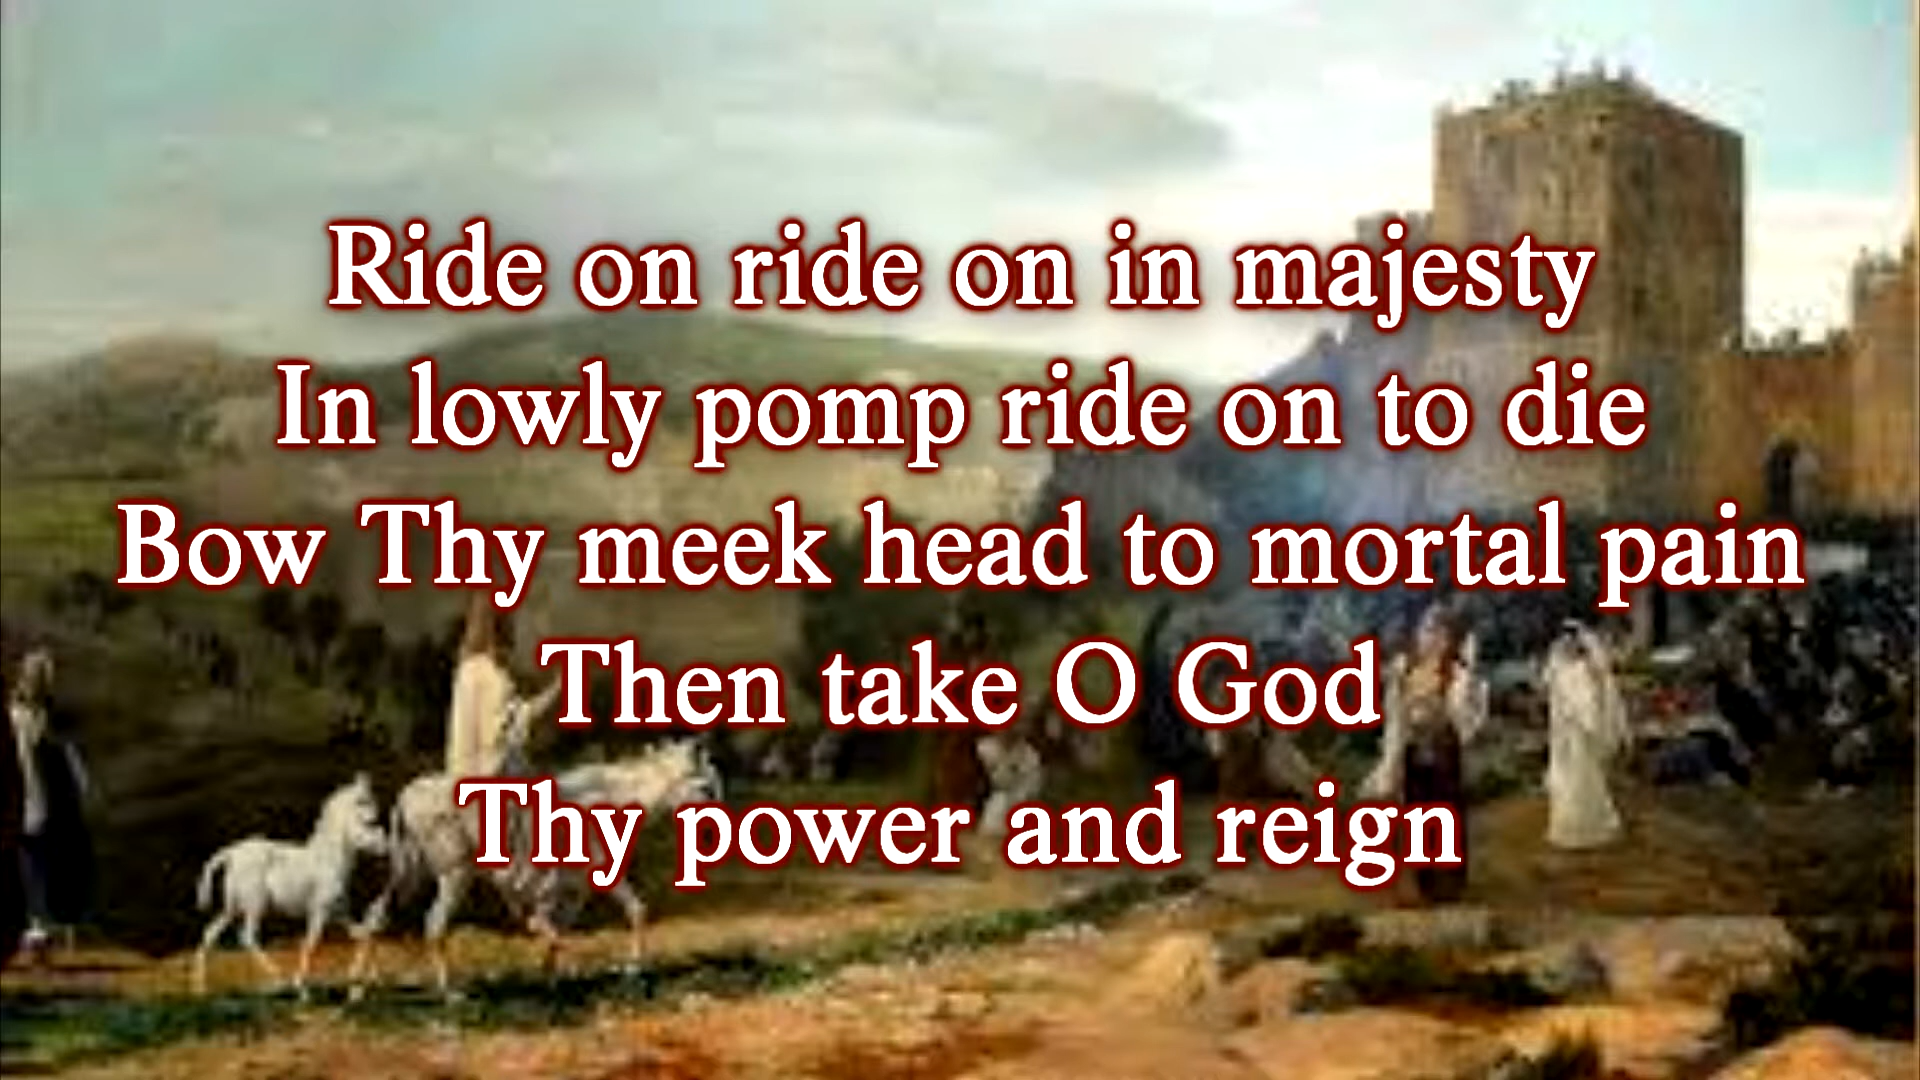 Ride on ride on in majesty
In lowly pomp ride on to die
Bow Thy meek head to mortal pain
Then take O God
Thy power and reign